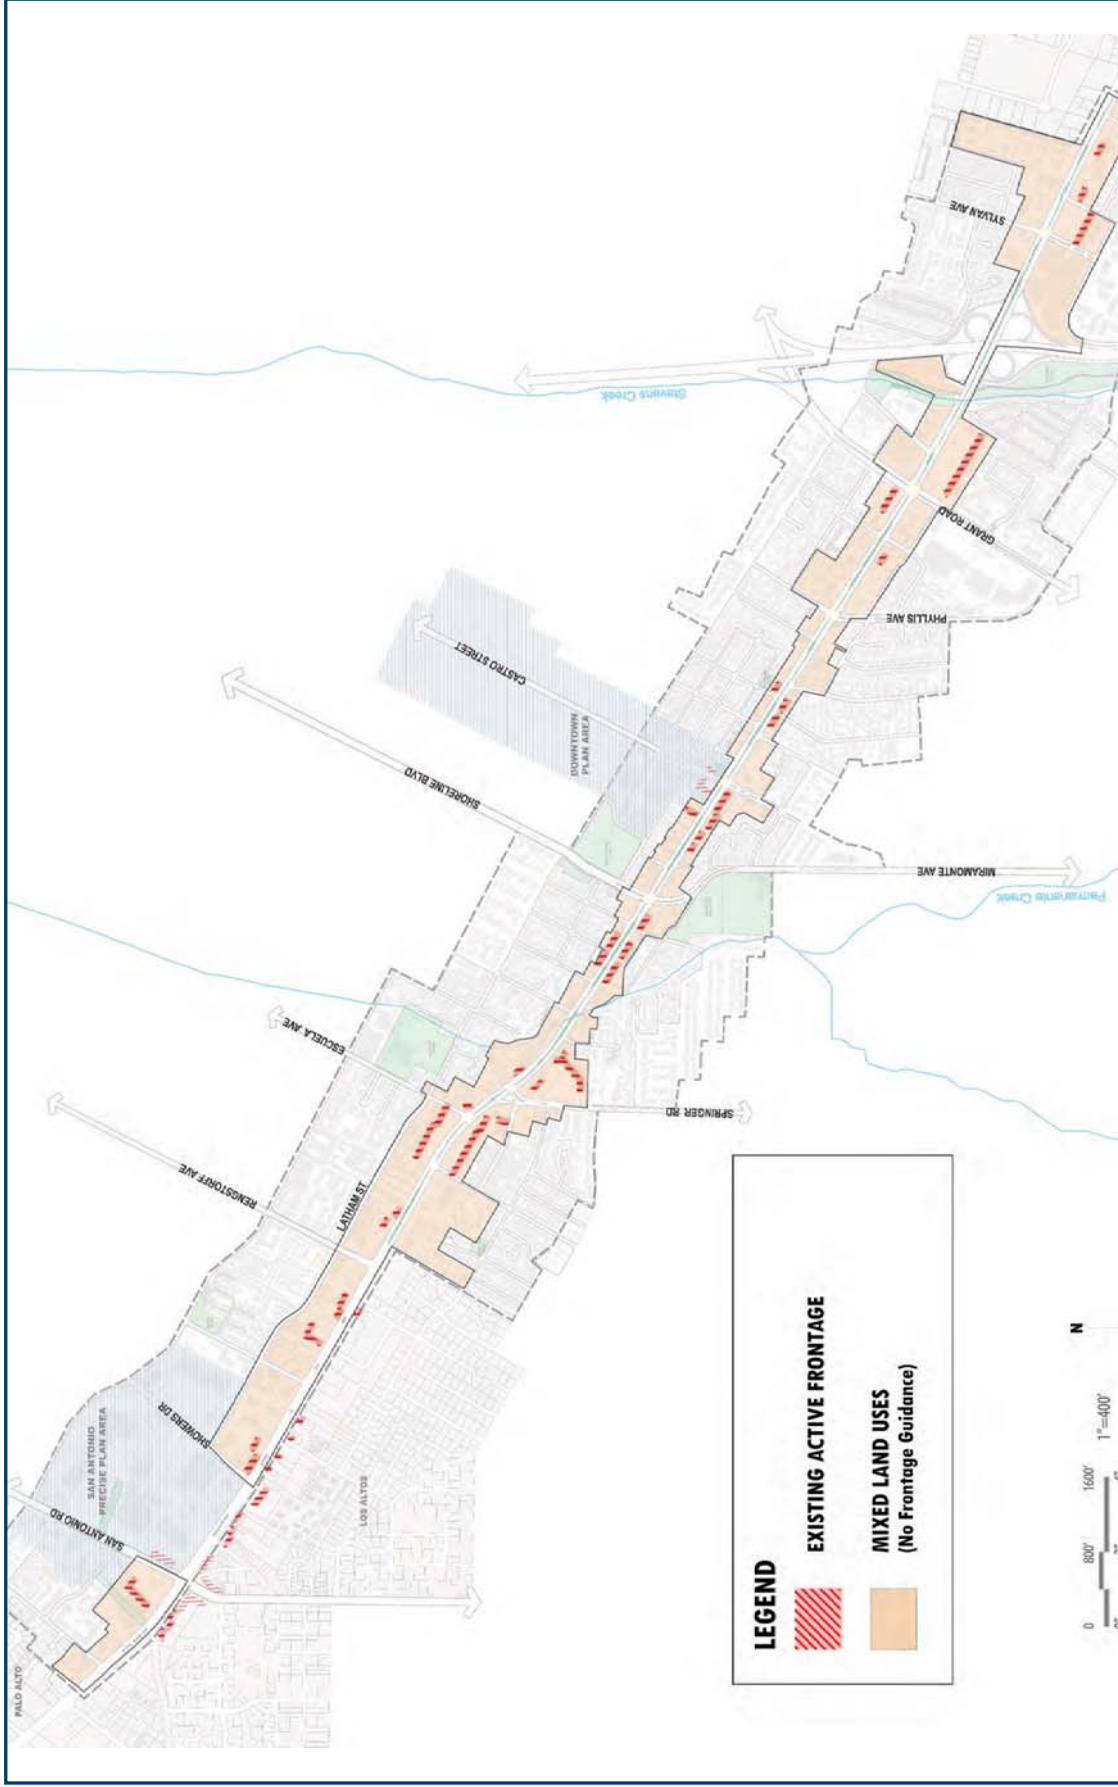 PALO ALTO
SAN ANTONIO RD
SAN ANTONIO
PRECISE PLAN AREA
SHOWERS DR
LOS ALTOS
RENGSTORFF AVE
LATHAM ST
ESCUELA AVE
SPRINGER RD
SHORELINE BLVD
MIRAMONTE AVE
Permanente Creek
CASTRO STREET
DOWNTOWN
PLAN AREA
PHYLLIS AVE
GRANT ROAD
Stevens Creek
SYLVAN AVE
LEGEND
EXISTING ACTIVE FRONTAGE
MIXED LAND USES
(No Frontage Guidance)
0 800' 1600'
1"=400'
N